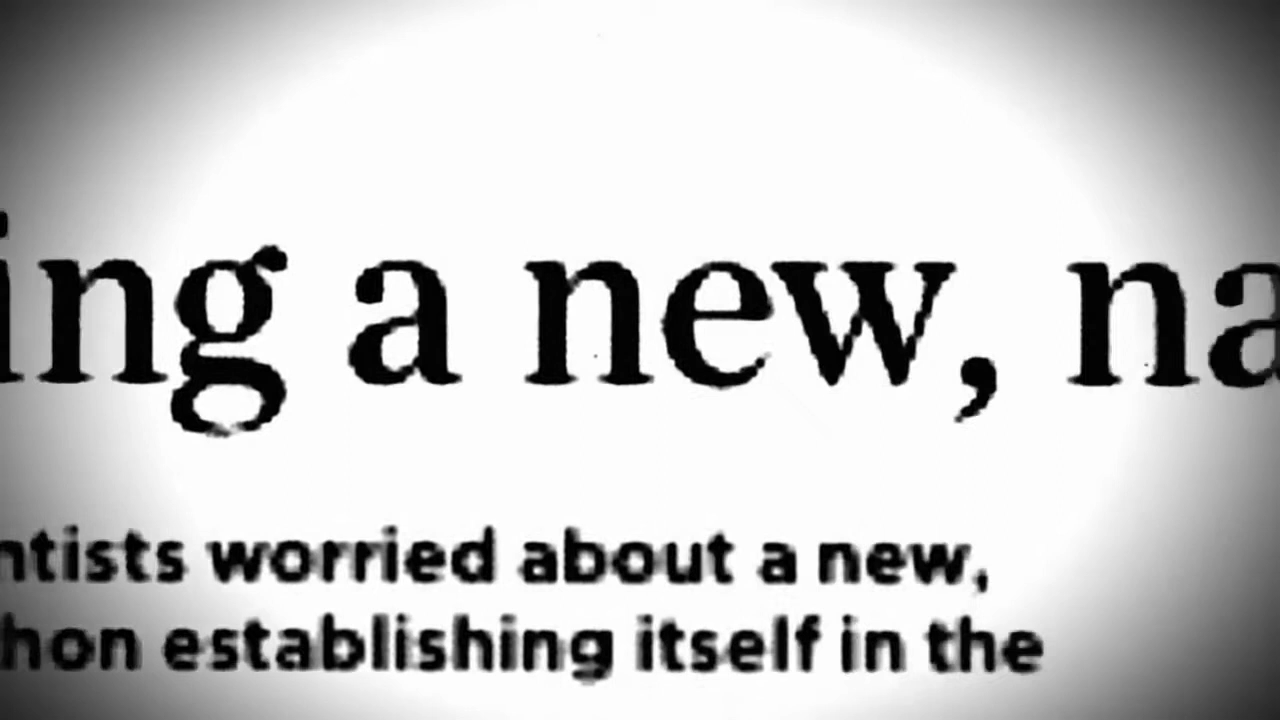 ing a new, na
ntists worried about a new,
hon establishing itself in the